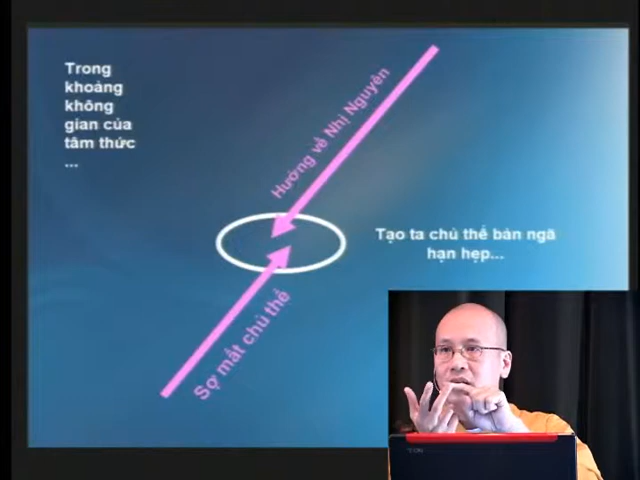 Trong
khoảng
không
gian của
tâm thức
...
Hướng về Nhị Nguyên
Tạo ta chủ thể bản ngã
hạn hẹp...
Sợ mất chủ thể